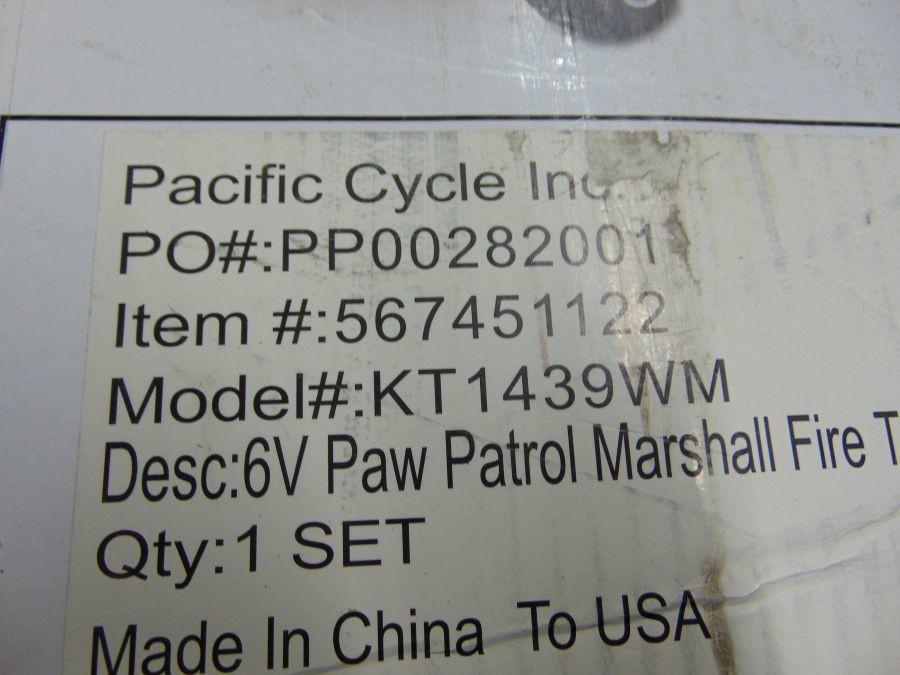 Pacific Cycle Inc.
PO#:PP00282001
Item #:567451122
Model#:KT1439WM
Desc:6V Paw Patrol Marshall Fire T
Qty:1 SET
Made In China To USA